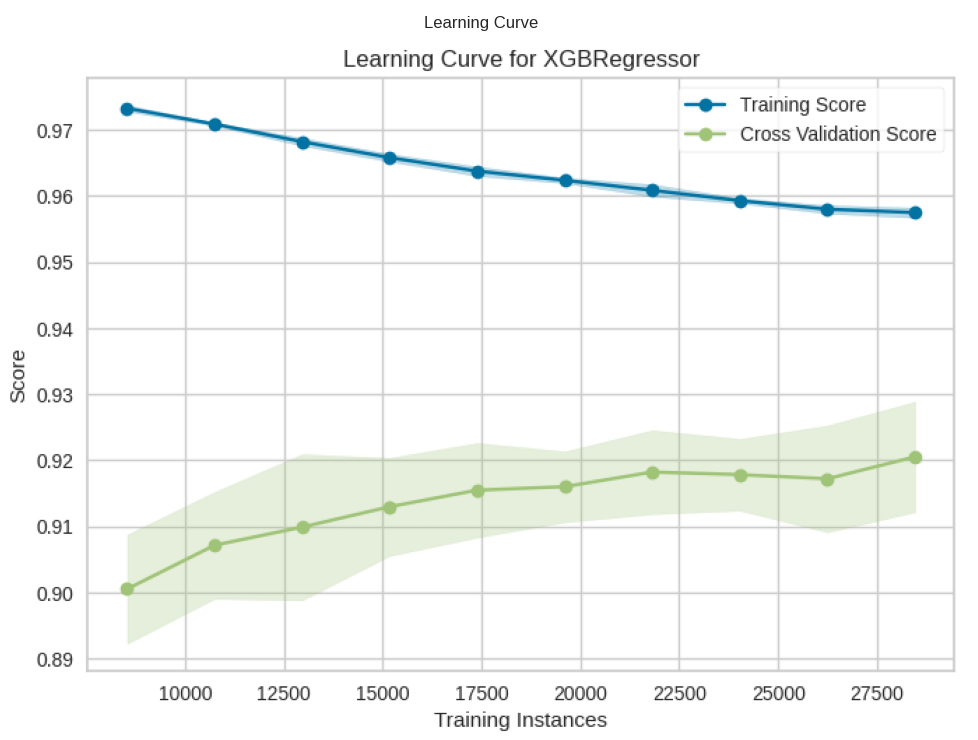 Learning Curve
Learning Curve for XGBRegressor
Training Score
Cross Validation Score
0.97
0.96
0.95
0.94
0.93
0.92
0.91
0.90
0.89
Score
10000 12500 15000 17500 20000 22500 25000 27500
Training Instances